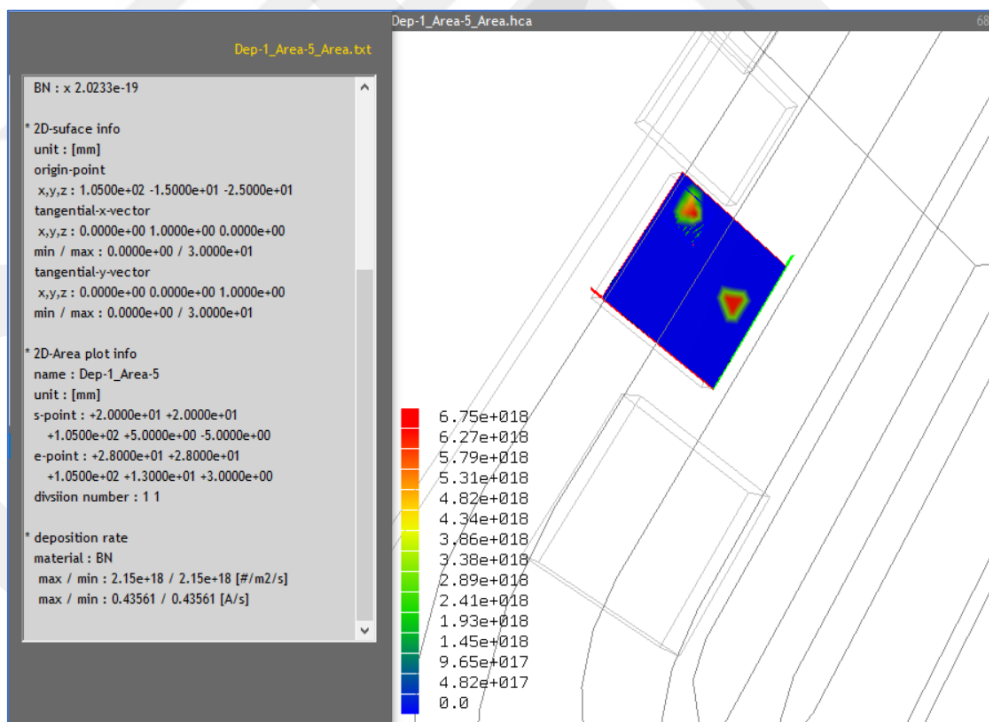 Dep-1_Area-5_Area.txt
BN : x 2.0233e-19
* 2D-suface info
unit : [mm]
origin-point
x,y,z : 1.0500e+02 -1.5000e+01 -2.5000e+01
tangential-x-vector
x,y,z : 0.0000e+00 1.0000e+00 0.0000e+00
min / max : 0.0000e+00 / 3.0000e+01
tangential-y-vector
x,y,z : 0.0000e+00 0.0000e+00 1.0000e+00
min / max : 0.0000e+00 / 3.0000e+01
* 2D-Area plot info
name : Dep-1_Area-5
unit : [mm]
s-point : +2.0000e+01 +2.0000e+01
+1.0500e+02 +5.0000e+00 -5.0000e+00
e-point : +2.8000e+01 +2.8000e+01
+1.0500e+02 +1.3000e+01 +3.0000e+00
divsiion number : 1 1
* deposition rate
material : BN
max / min : 2.15e+18 / 2.15e+18 [#/m2/s]
max / min : 0.43561 / 0.43561 [A/s]
Dep-1_Area-5_Area.hca
68
6.75e+018
6.27e+018
5.79e+018
5.31e+018
4.82e+018
4.34e+018
3.86e+018
3.38e+018
2.89e+018
2.41e+018
1.93e+018
1.45e+018
9.65e+017
4.82e+017
0.0